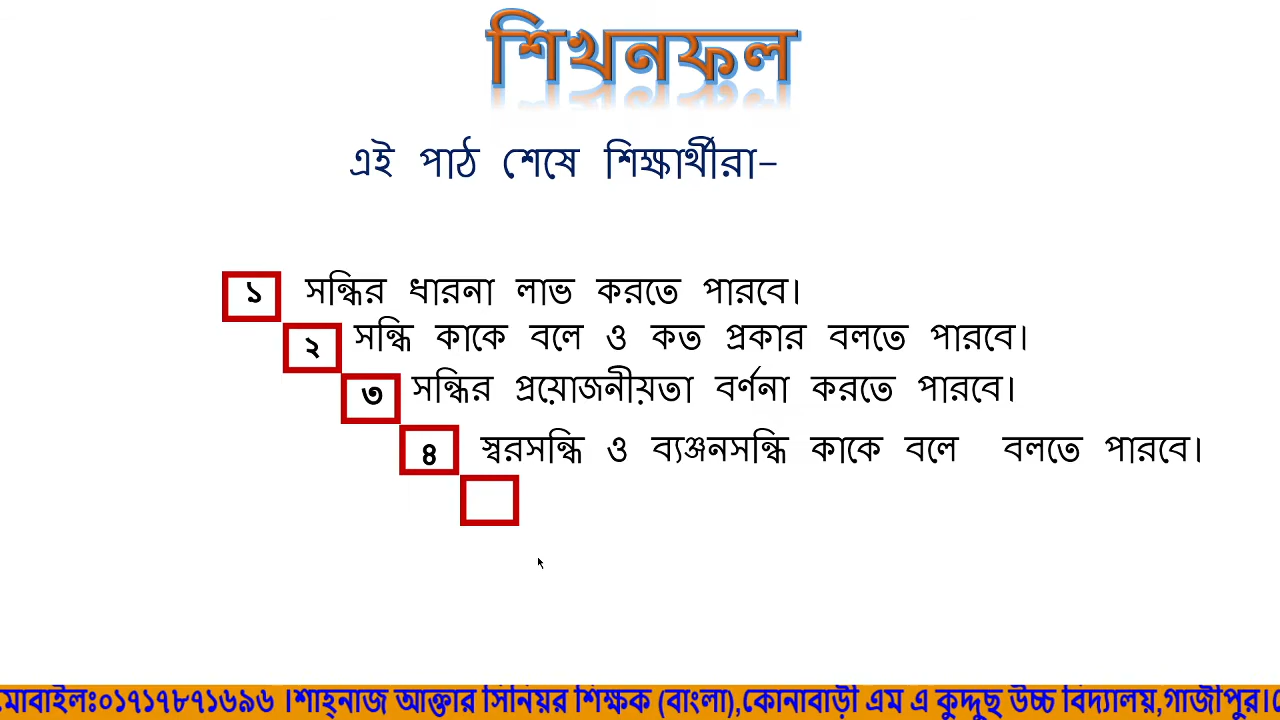 শিখনফল
এই পাঠ শেষে শিক্ষার্থীরা-
১ সন্ধির ধারনা লাভ করতে পারবে।
২ সন্ধি কাকে বলে ও কত প্রকার বলতে পারবে।
৩ সন্ধির প্রয়োজনীয়তা বর্ণনা করতে পারবে।
৪ স্বরসন্ধি ও ব্যঞ্জনসন্ধি কাকে বলে বলতে পারবে।
মোবাইলঃ০১৭১৭৮৭১৬৯৬ ।শাহ্‌নাজ আক্তার সিনিয়র শিক্ষক (বাংলা),কোনাবাড়ী এম এ কুদ্দুছ উচ্চ বিদ্যালয়,গাজীপুর।